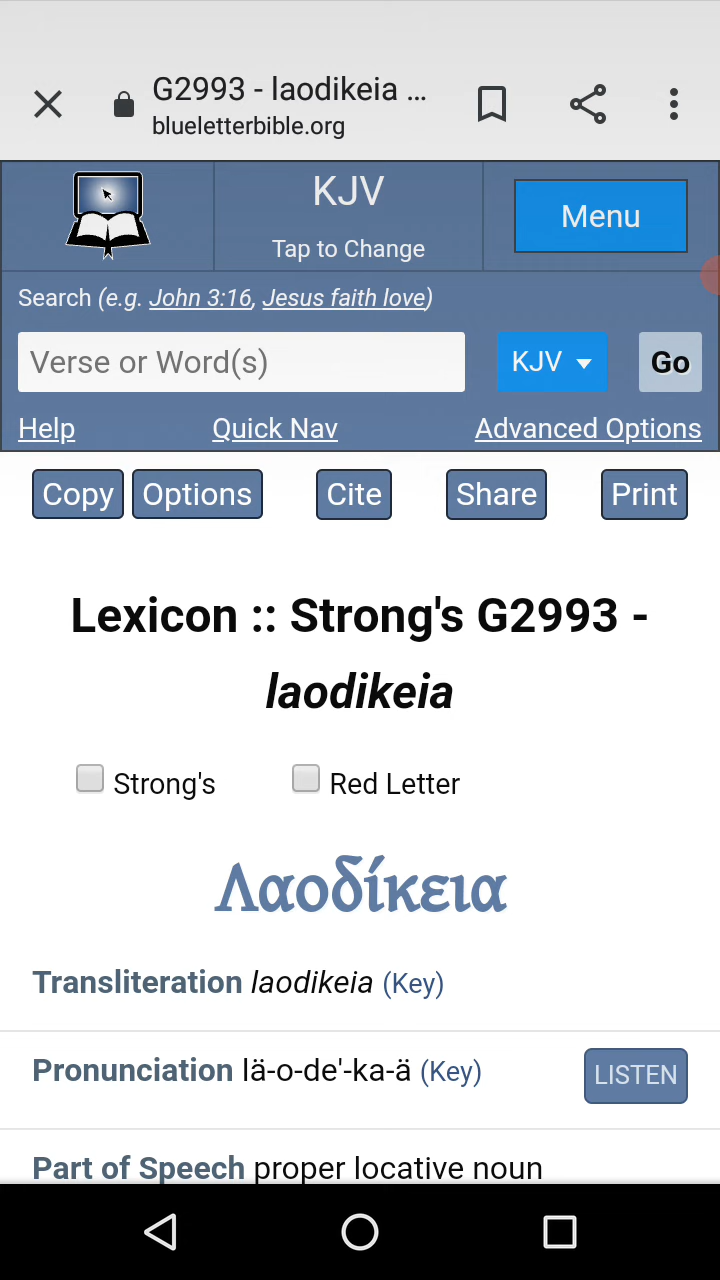 G2993 - laodikeia ...
blueletterbible.org
KJV
Tap to Change
Menu
Search (e.g. John 3:16, Jesus faith love)
Verse or Word(s)
KJV
Go
Help Quick Nav Advanced Options
Copy Options Cite Share Print
Lexicon :: Strong's G2993 -
laodikeia
Strong's Red Letter
Λαοδίκεια
Transliteration laodikeia (Key)
Pronunciation lä-o-de'-ka-ä (Key) LISTEN
Part of Speech proper locative noun